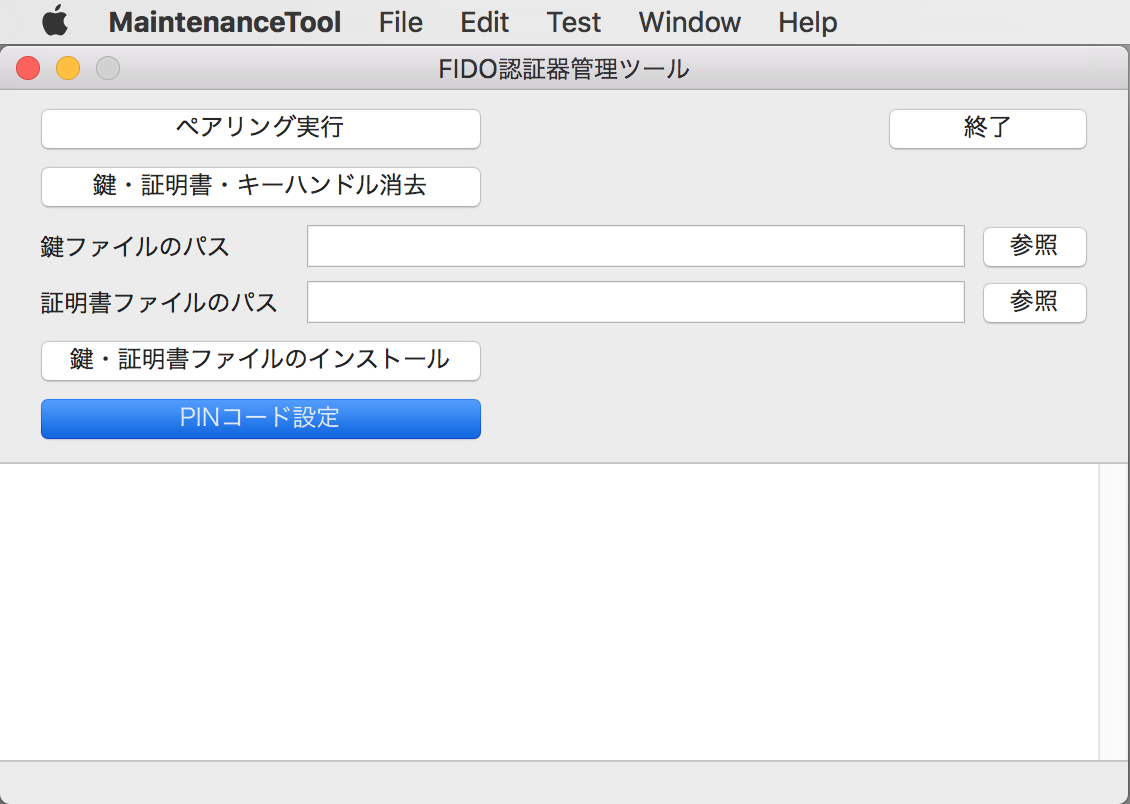 MaintenanceTool File Edit Test Window Help
FIDO認証器管理ツール
ペアリング実行 終了
鍵・証明書・キーハンドル消去
鍵ファイルのパス 参照
証明書ファイルのパス 参照
鍵・証明書ファイルのインストール
PINコード設定